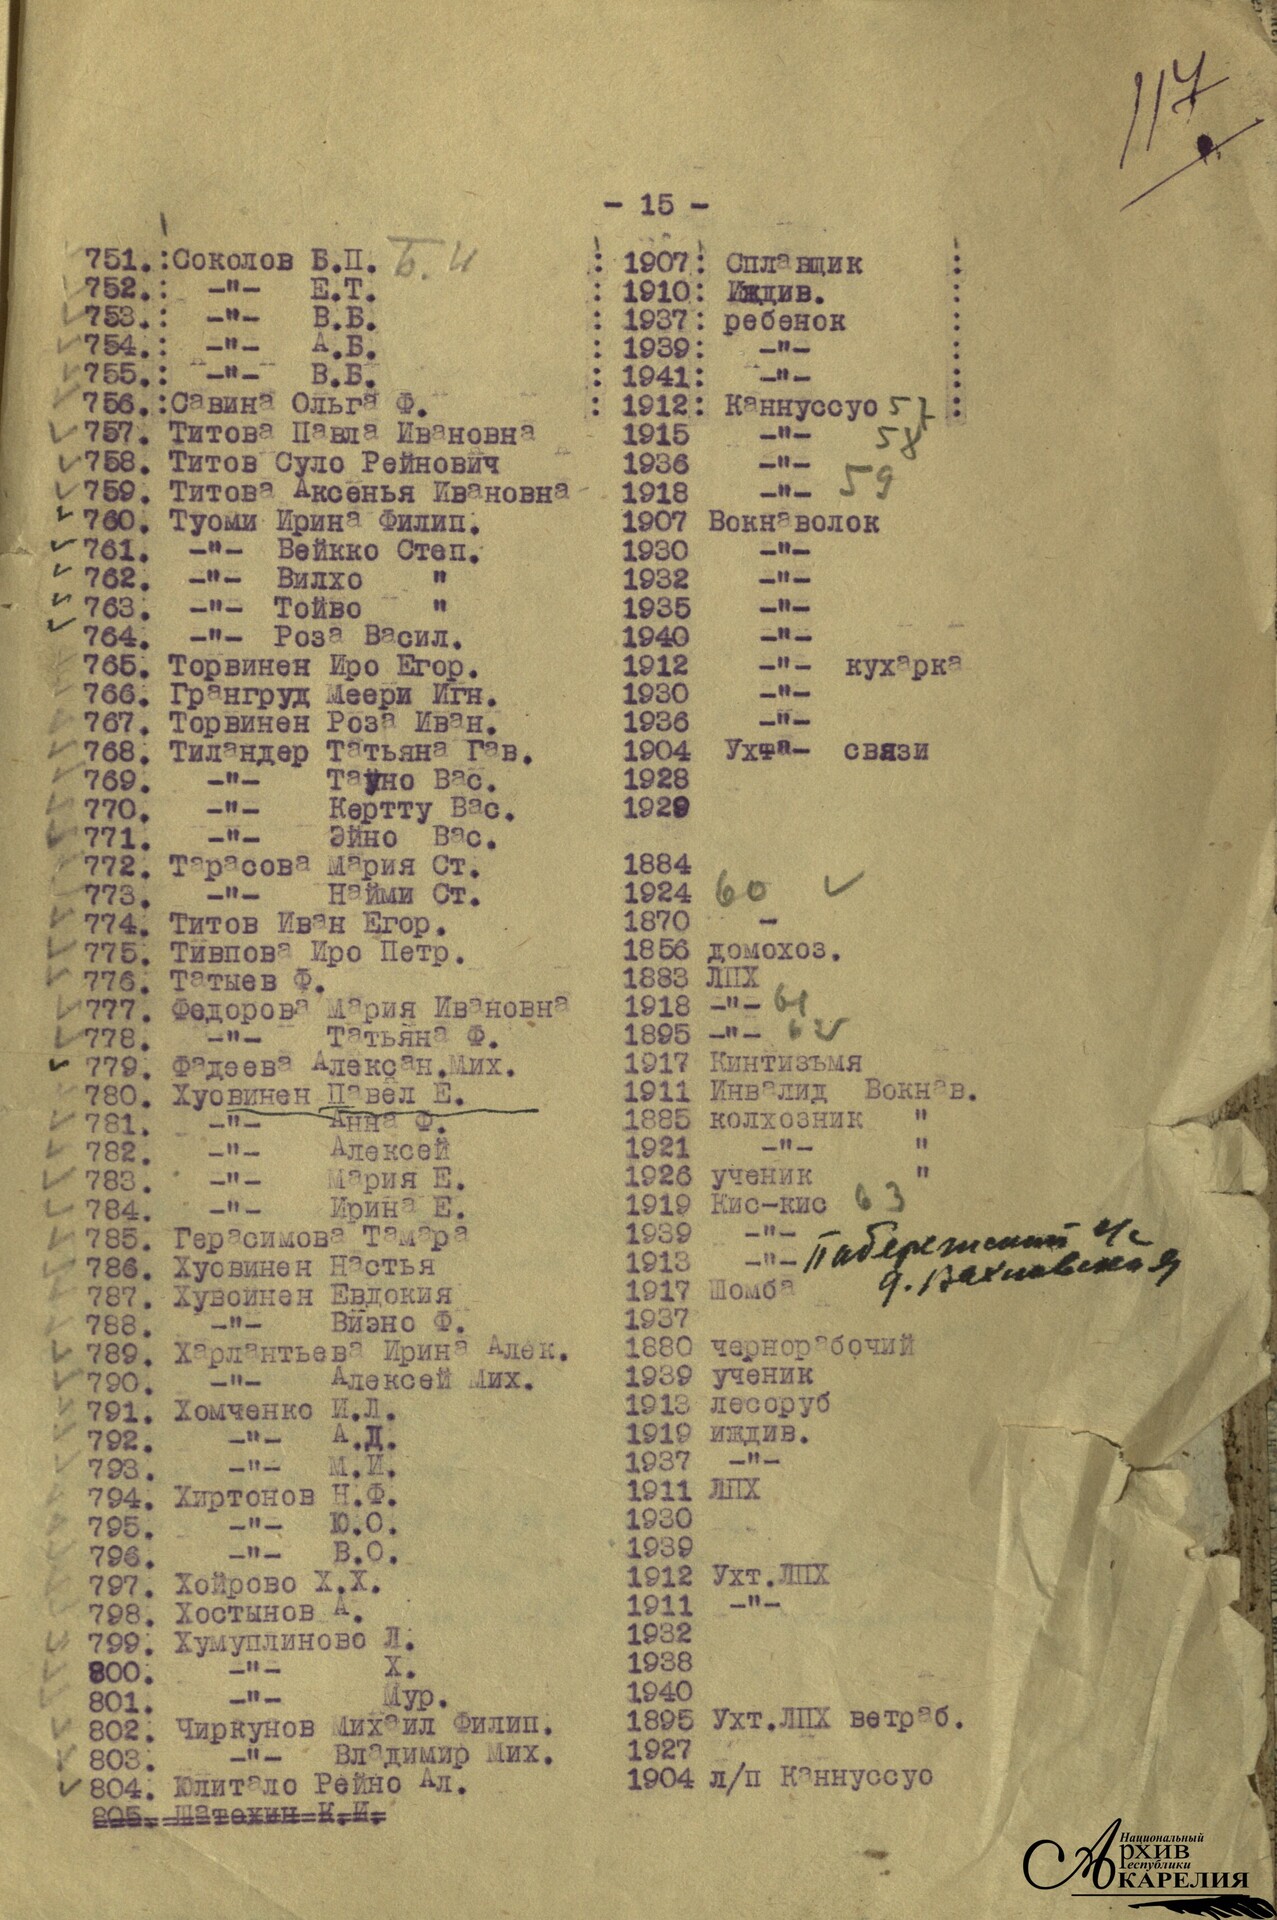 117
- 15 -
751.:Соколов Б.П. Б.И : 1907: Сплавщик :
752.: -"- Е.Т. : 1910: Иждив. :
753.: -"- В.Б. : 1937: ребенок :
754.: -"- А.Б. : 1939: -"- :
755.: -"- В.Б. : 1941: -"- :
756.:Савина Ольга Ф. : 1912: Каннуссуо 57 :
757. Титова Павла Ивановна 1915 -"- 58
758. Титов Суло Рейнович 1936 -"-
759. Титова Аксенья Ивановна 1918 -"- 59
760. Туоми Ирина Филип. 1907 Вокнаволок
761. -"- Вейкко Степ. 1930 -"-
762. -"- Вилхо " 1932 -"-
763. -"- Тойво " 1935 -"-
764. -"- Роза Васил. 1940 -"-
765. Торвинен Иро Егор. 1912 -"- кухарка
766. Грангруд Меери Игн. 1930 -"-
767. Торвинен Роза Иван. 1936 -"-
768. Тиландер Татьяна Гав. 1904 Ухта- связи
769. -"- Тауно Вас. 1928
770. -"- Кертту Вас. 1929
771. -"- Эйно Вас.
772. Тарасова Мария Ст. 1884
773. -"- Найми Ст. 1924 60 ✓
774. Титов Иван Егор. 1870 -
775. Тивпова Иро Петр. 1856 домохоз.
776. Татыев Ф. 1883 ЛПХ
777. Федорова Мария Ивановна 1918 -"- 61
778. -"- Татьяна Ф. 1895 -"- 62
779. Фадеева Алексан.Мих. 1917 Кинтизъмя
780. Хуовинен Павел Е. 1911 Инвалид Вокнав.
781. -"- Анна Ф. 1885 колхозник "
782. -"- Алексей 1921 -"- "
783. -"- Мария Е. 1926 ученик "
784. -"- Ирина Е. 1919 Кис-кис 63
785. Герасимова Тамара 1939 -"-
786. Хуовинен Настья 1913 -"-
787. Хувойнен Евдокия 1917 Шомба
788. -"- Виэно Ф. 1937
789. Харлантьева Ирина Алек. 1880 чернорабочий
790. -"- Алексей Мих. 1939 ученик
791. Хомченко И.Л. 1913 лесоруб
792. -"- А.Д. 1919 иждив.
793. -"- М.И. 1937 -"-
794. Хиртонов Н.Ф. 1911 ЛПХ
795. -"- Ю.О. 1930
796. -"- В.О. 1939
797. Хойрово Х.Х. 1912 Ухт.ЛПХ
798. Хостынов А. 1911 -"-
799. Хумуплиново Л. 1932
800. -"- Х. 1938
801. -"- Мур. 1940
802. Чиркунов Михаил Филип. 1895 Ухт.ЛПХ ветраб.
803. -"- Владимир Мих. 1927
804. Юлитало Рейно Ал. 1904 л/п Каннуссуо
805. Шатохин К.И.
Национальный
Архив
Республики
Карелия